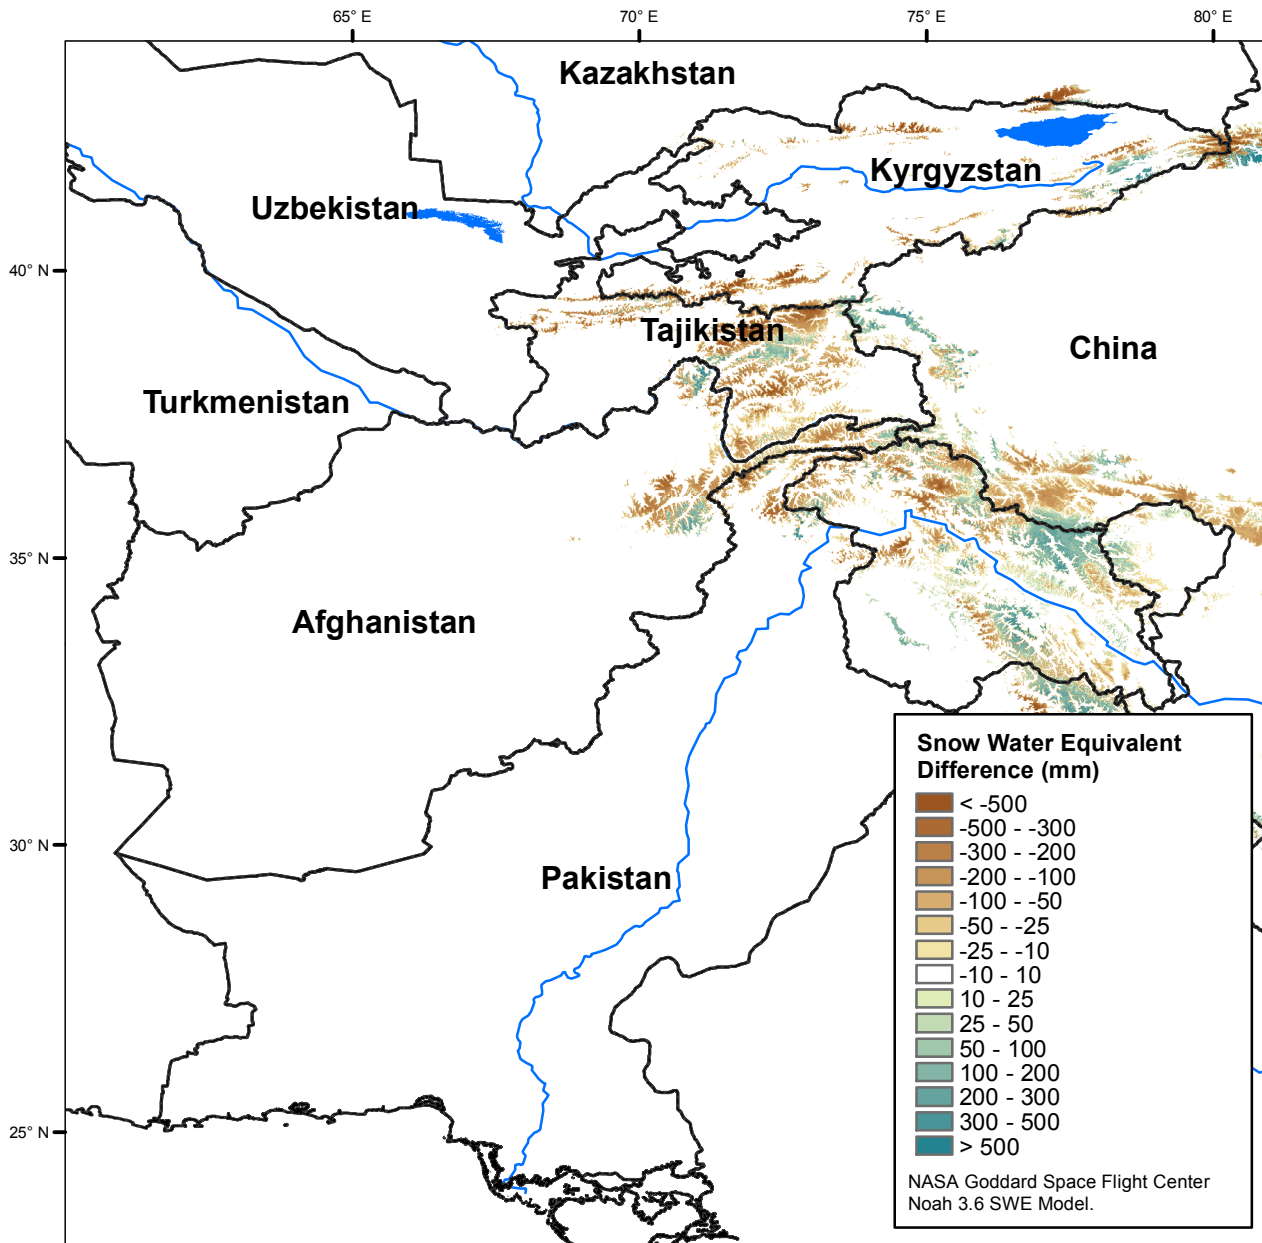 65° E
70° E
75° E
80° E
Kazakhstan
Kyrgyzstan
Uzbekistan
40° N
Tajikistan
China
Turkmenistan
35° N
Afghanistan
30° N
Pakistan
25° N
Snow Water Equivalent
Difference (mm)
< -500
-500 - -300
-300 - -200
-200 - -100
-100 - -50
-50 - -25
-25 - -10
-10 - 10
10 - 25
25 - 50
50 - 100
100 - 200
200 - 300
300 - 500
> 500
NASA Goddard Space Flight Center
Noah 3.6 SWE Model.